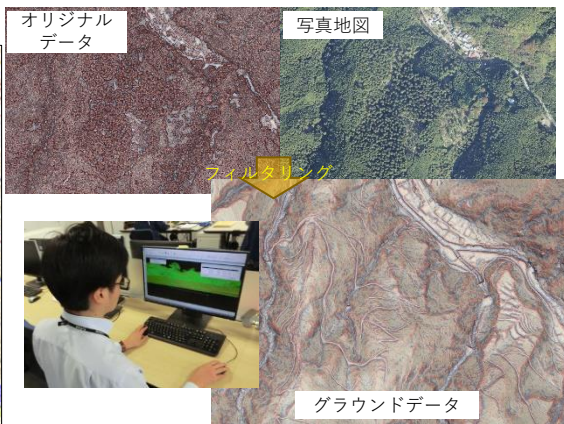 オリジナル
データ
写真地図
フィルタリング
グラウンドデータ